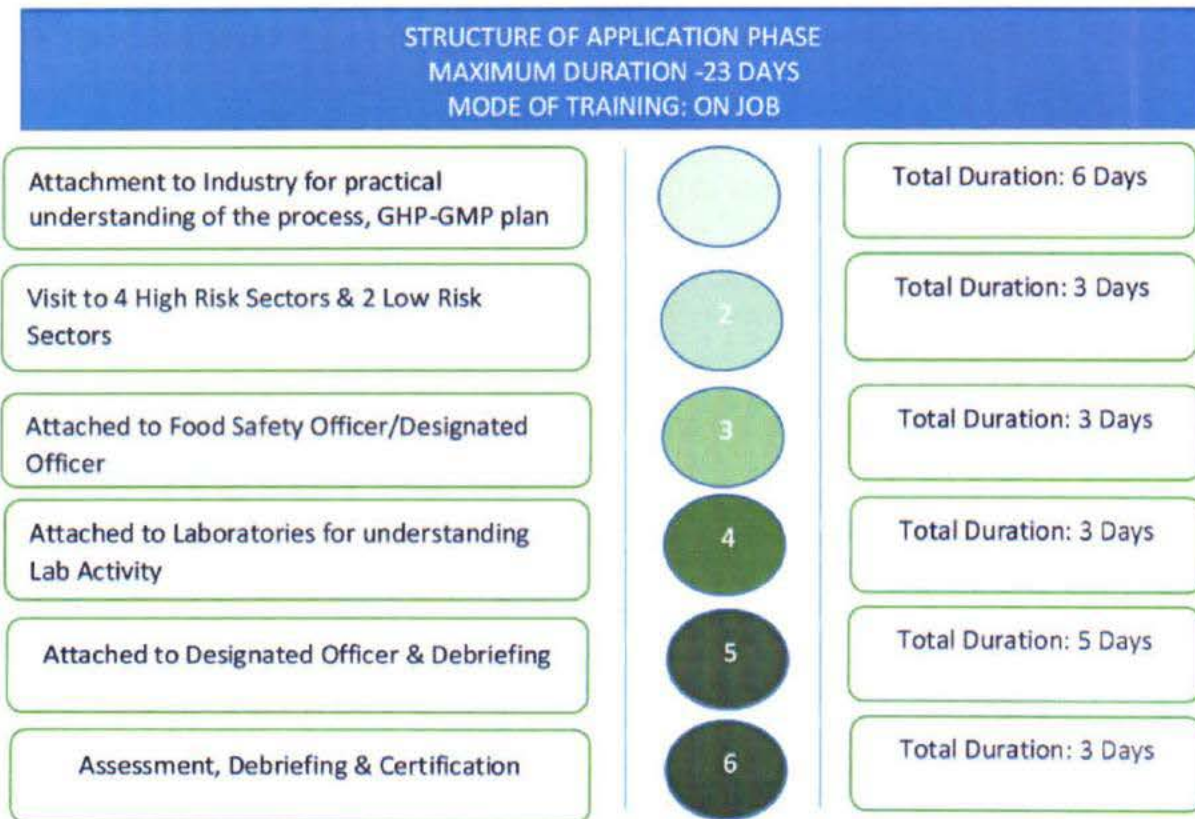 STRUCTURE OF APPLICATION PHASE
MAXIMUM DURATION -23 DAYS
MODE OF TRAINING: ON JOB
Attachment to Industry for practical
understanding of the process, GHP-GMP plan
Total Duration: 6 Days
Visit to 4 High Risk Sectors & 2 Low Risk
Sectors
2
Total Duration: 3 Days
Attached to Food Safety Officer/Designated
Officer
3
Total Duration: 3 Days
Attached to Laboratories for understanding
Lab Activity
4
Total Duration: 3 Days
Attached to Designated Officer & Debriefing
5
Total Duration: 5 Days
Assessment, Debriefing & Certification
6
Total Duration: 3 Days